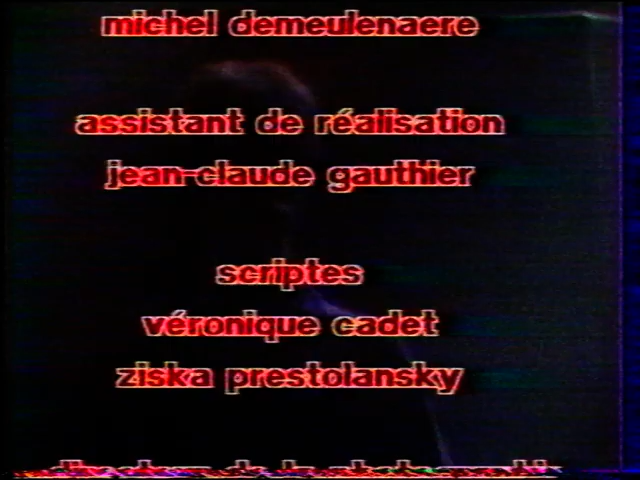 michel demeulenaere
assistant de réalisation
jean-claude gauthier
scriptes
véronique cadet
ziska prestolansky